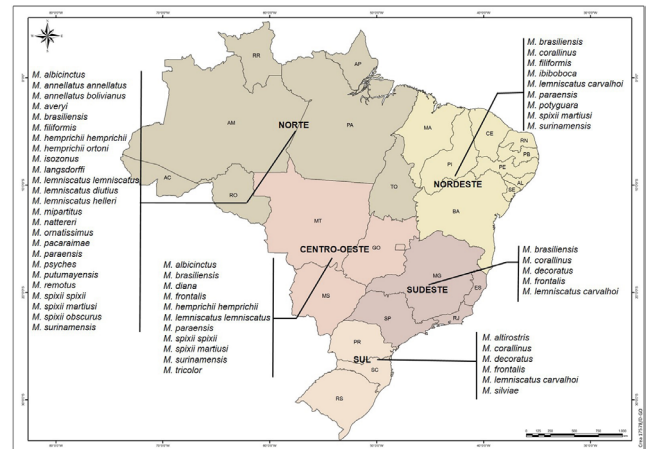 M. albicinctus
M. annellatus annellatus
M. annellatus bolivianus
M. averyi
M. brasiliensis
M. filiformis
M. hemprichii hemprichii
M. hemprichii ortoni
M. isozonus
M. langsdorffi
M. lemniscatus lemniscatus
M. lemniscatus diutius
M. lemniscatus helleri
M. mipartitus
M. nattereri
M. ornatissimus
M. pacaraimae
M. paraensis
M. psyches
M. putumayensis
M. remotus
M. spixii spixii
M. spixii martiusi
M. spixii obscurus
M. surinamensis
M. brasiliensis
M. corallinus
M. filiformis
M. ibiboboca
M. lemniscatus carvalhoi
M. paraensis
M. potyguara
M. spixii martiusi
M. surinamensis
RR
AP
AM
NORTE
PA
AC
RO
TO
MA
CE
RN
PB
PI
PE
AL
SE
NORDESTE
BA
MT
CENTRO-OESTE
GO
MS
M. albicinctus
M. brasiliensis
M. diana
M. frontalis
M. hemprichii hemprichii
M. lemniscatus lemniscatus
M. paraensis
M. spixii spixii
M. spixii martiusi
M. surinamensis
M. tricolor
MG
ES
SUDESTE
SP
RJ
M. brasiliensis
M. corallinus
M. decoratus
M. frontalis
M. lemniscatus carvalhoi
PR
SUL
SC
RS
M. altirostris
M. corallinus
M. decoratus
M. frontalis
M. lemniscatus carvalhoi
M. silviae